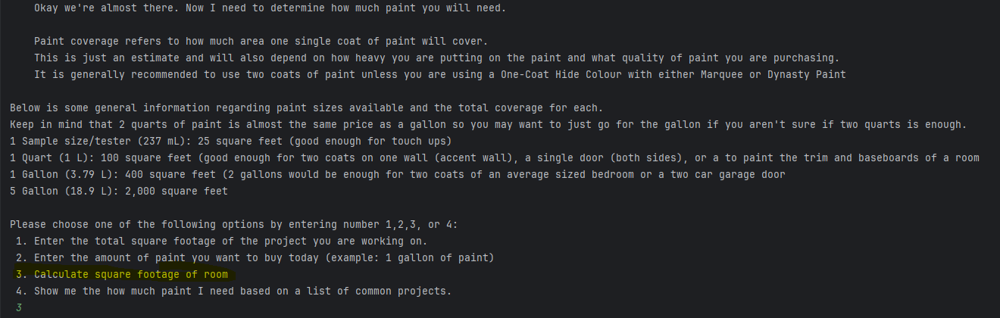 Okay we're almost there. Now I need to determine how much paint you will need.
Paint coverage refers to how much area one single coat of paint will cover.
This is just an estimate and will also depend on how heavy you are putting on the paint and what quality of paint you are purchasing.
It is generally recommended to use two coats of paint unless you are using a One-Coat Hide Colour with either Marquee or Dynasty Paint
Below is some general information regarding paint sizes available and the total coverage for each.
Keep in mind that 2 quarts of paint is almost the same price as a gallon so you may want to just go for the gallon if you aren't sure if two quarts is enough.
1 Sample size/tester (237 mL): 25 square feet (good enough for touch ups)
1 Quart (1 L): 100 square feet (good enough for two coats on one wall (accent wall), a single door (both sides), or a to paint the trim and baseboards of a room
1 Gallon (3.79 L): 400 square feet (2 gallons would be enough for two coats of an average sized bedroom or a two car garage door
5 Gallon (18.9 L): 2,000 square feet
Please choose one of the following options by entering number 1,2,3, or 4:
1. Enter the total square footage of the project you are working on.
2. Enter the amount of paint you want to buy today (example: 1 gallon of paint)
3. Calculate square footage of room
4. Show me the how much paint I need based on a list of common projects.
3